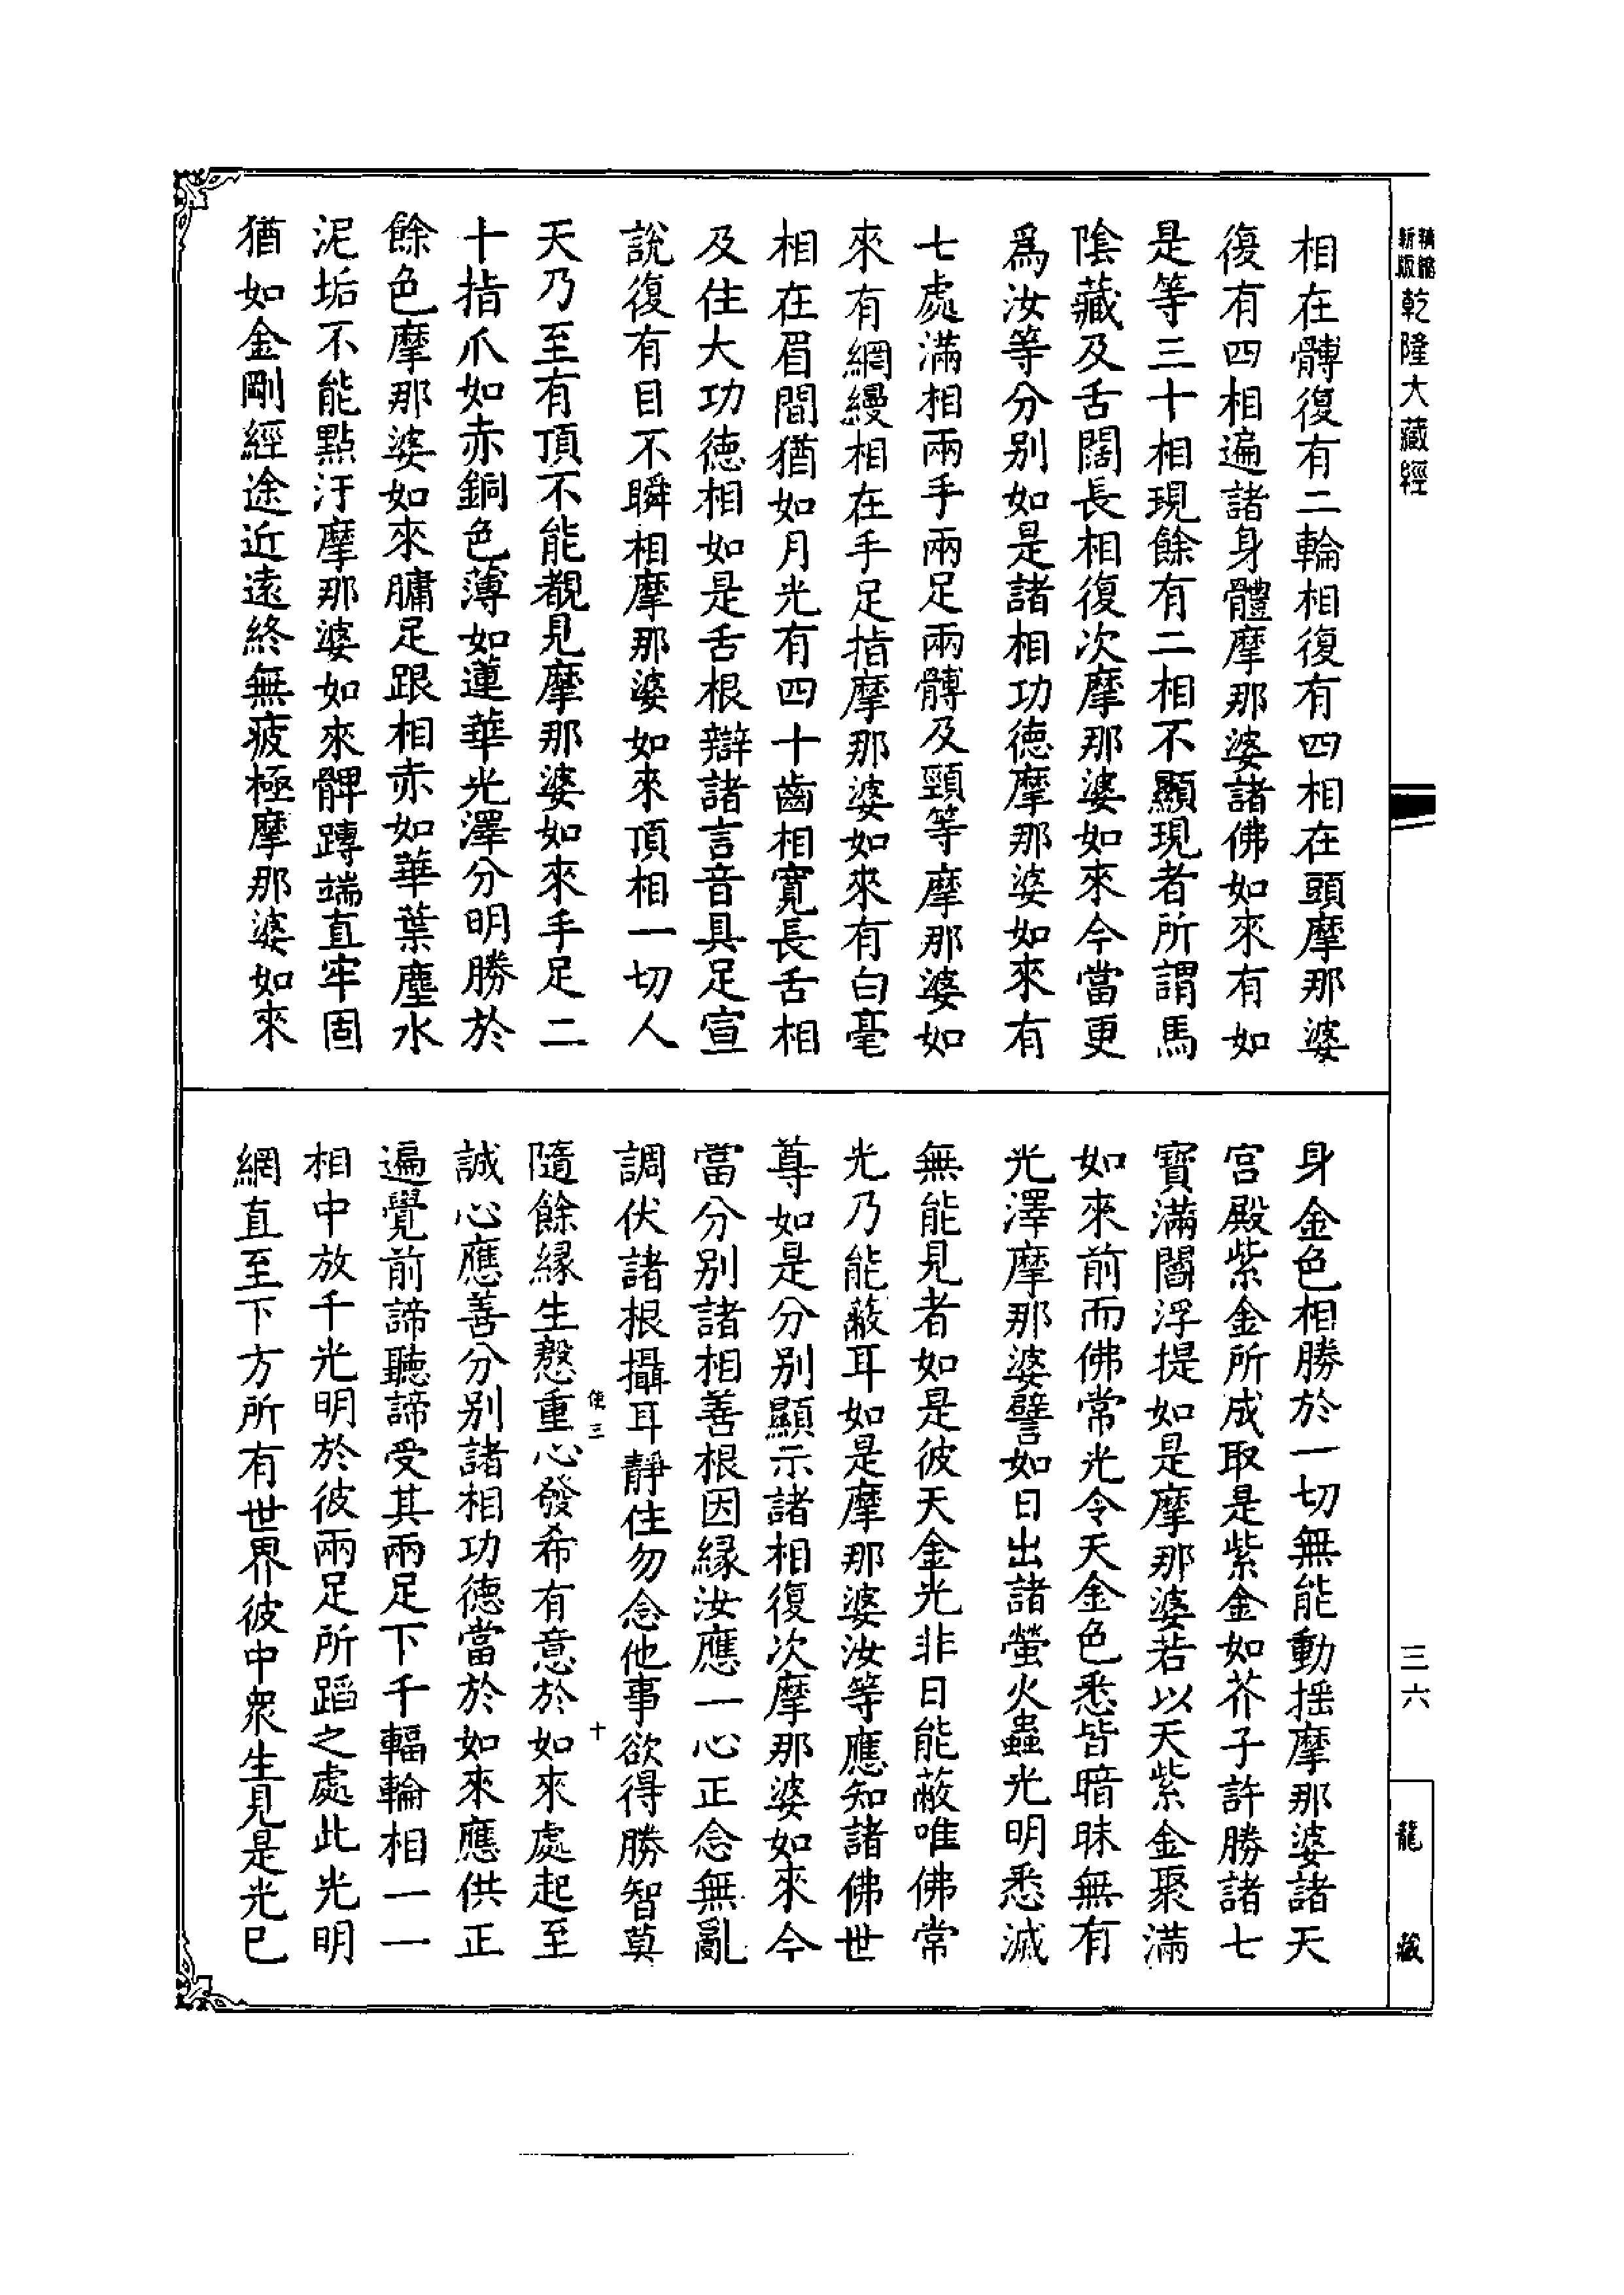 精縮新版乾隆大藏經
相在髆復有二輪相復有四相在頭摩那婆
復有四相遍諸身體摩那婆諸佛如來有如
是等三十相現餘有二相不顯現者所謂馬
陰藏及舌闊長相復次摩那婆如來今當更
為汝等分別如是諸相功德摩那婆如來有
七處滿相兩手兩足兩髆及頸等摩那婆如
來有網縵相在手足指摩那婆如來有白毫
相在眉間猶如月光有四十齒相寬長舌相
及住大功德相如是舌根辯諸言音具足宣
說復有目不瞬相摩那婆如來頂相一切人
天乃至有頂不能覩見摩那婆如來手足二
十指爪如赤銅色薄如蓮華光澤分明勝於
餘色摩那婆如來𦟛足跟相赤如華葉塵水
泥垢不能點汙摩那婆如來髀蹲端直牢固
猶如金剛經途近遠終無疲極摩那婆如來
身金色相勝於一切無能動搖摩那婆諸天
宮殿紫金所成取是紫金如芥子許勝諸七
寶滿閻浮提如是摩那婆若以天紫金聚滿
如來前而佛常光令天金色悉皆暗昧無有
光澤摩那婆譬如日出諸螢火蟲光明悉滅
無能見者如是彼天金光非日能蔽唯佛常
光乃能蔽耳如是摩那婆汝等應知諸佛世
尊如是分別顯示諸相復次摩那婆如來今
當分別諸相善根因緣汝應一心正念無亂
調伏諸根攝耳靜住勿念他事欲得勝智莫
使三 十
隨餘緣生慇重心發希有意於如來處起至
誠心應善分別諸相功德當於如來應供正
遍覺前諦聽諦受其兩足下千輻輪相一一
相中放千光明於彼兩足所蹈之處此光明
網直至下方所有世界彼中眾生見是光已
三六
龍藏